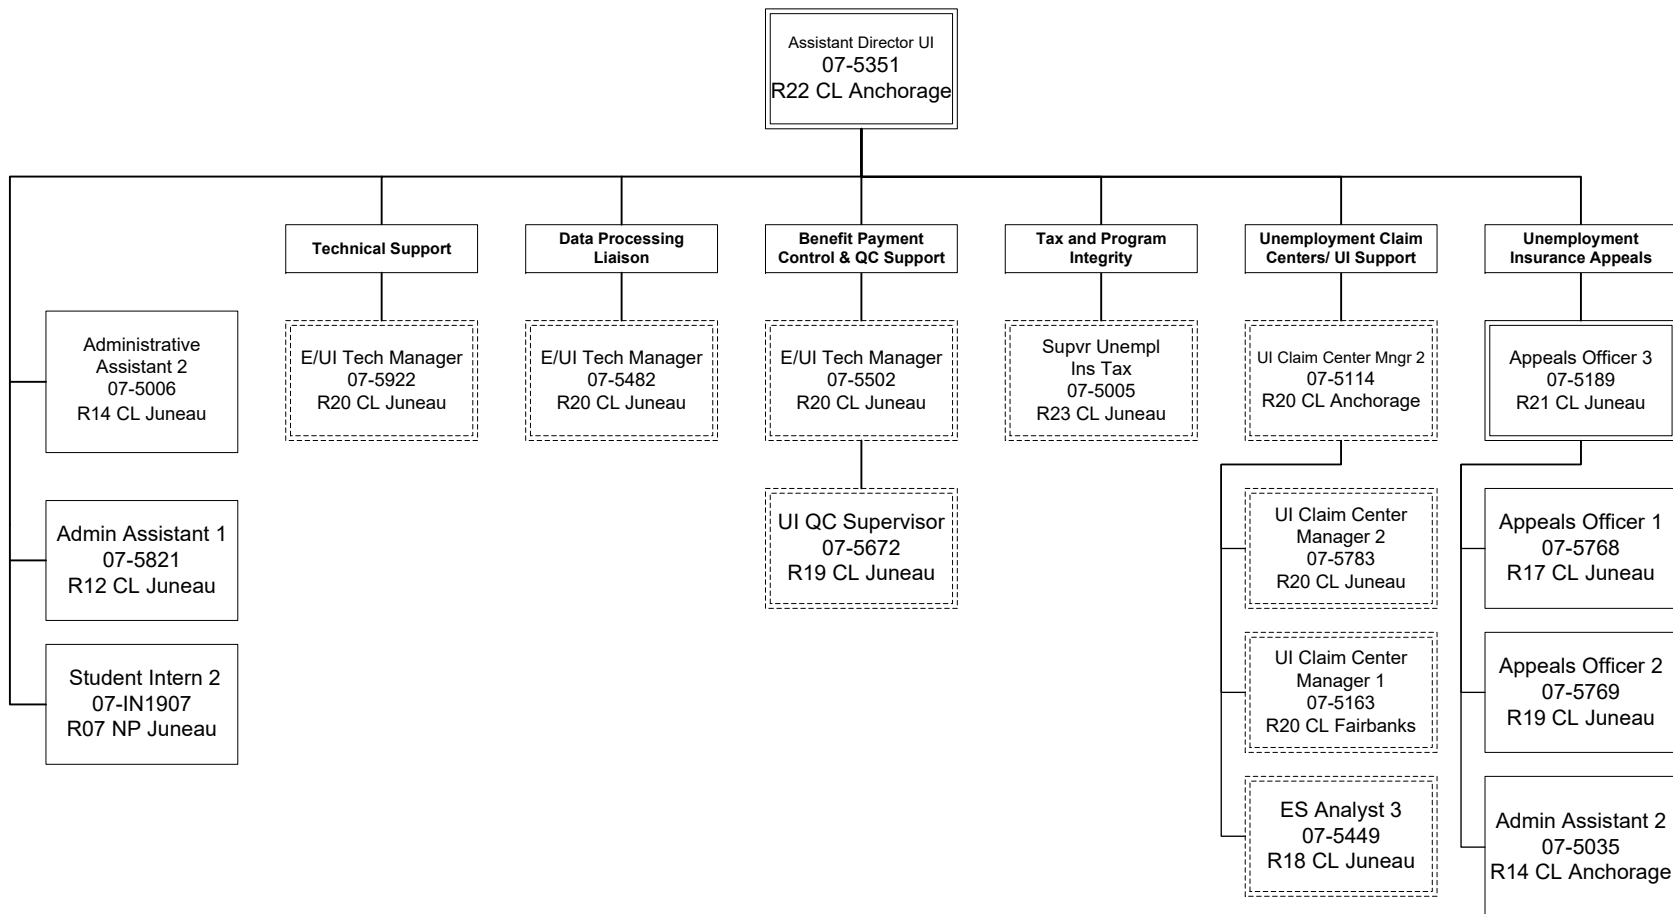 Assistant Director UI
07-5351
R22 CL Anchorage
Technical Support
Data Processing
Liaison
Benefit Payment
Control & QC Support
Tax and Program
Integrity
Unemployment Claim
Centers/ UI Support
Unemployment
Insurance Appeals
Administrative
Assistant 2
07-5006
R14 CL Juneau
E/UI Tech Manager
07-5922
R20 CL Juneau
E/UI Tech Manager
07-5482
R20 CL Juneau
E/UI Tech Manager
07-5502
R20 CL Juneau
Supvr Unempl
Ins Tax
07-5005
R23 CL Juneau
UI Claim Center Mngr 2
07-5114
R20 CL Anchorage
Appeals Officer 3
07-5189
R21 CL Juneau
Admin Assistant 1
07-5821
R12 CL Juneau
UI QC Supervisor
07-5672
R19 CL Juneau
UI Claim Center
Manager 2
07-5783
R20 CL Juneau
Appeals Officer 1
07-5768
R17 CL Juneau
Student Intern 2
07-IN1907
R07 NP Juneau
UI Claim Center
Manager 1
07-5163
R20 CL Fairbanks
Appeals Officer 2
07-5769
R19 CL Juneau
ES Analyst 3
07-5449
R18 CL Juneau
Admin Assistant 2
07-5035
R14 CL Anchorage